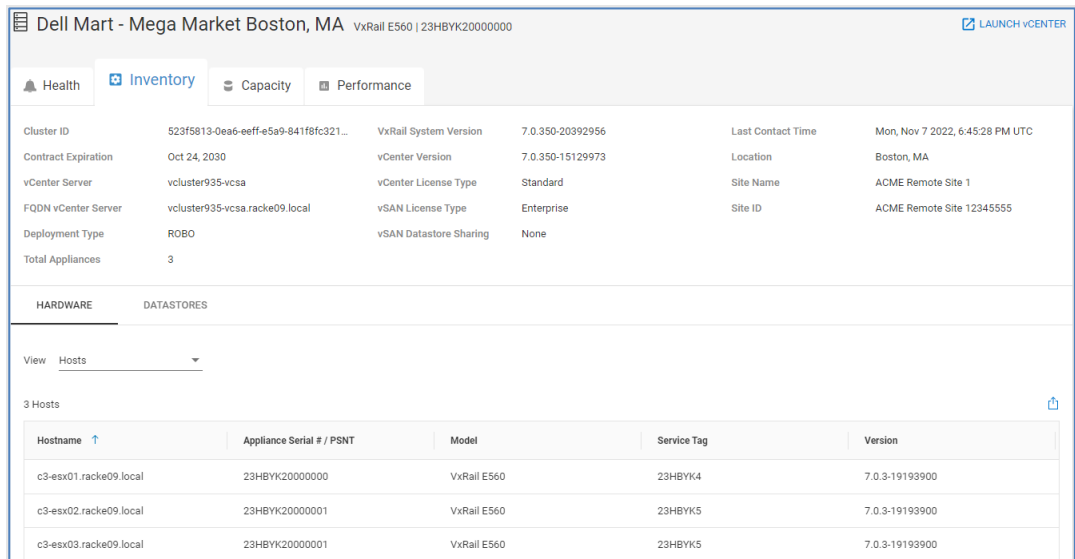 Dell Mart - Mega Market Boston, MA VxRail E560 | 23HBYK20000000 LAUNCH vCENTER
Health Inventory Capacity Performance
Cluster ID 523f5813-0ea6-eeff-e5a9-841f8fc321... VxRail System Version 7.0.350-20392956 Last Contact Time Mon, Nov 7 2022, 6:45:28 PM UTC
Contract Expiration Oct 24, 2030 vCenter Version 7.0.350-15129973 Location Boston, MA
vCenter Server vcluster935-vcsa vCenter License Type Standard Site Name ACME Remote Site 1
FQDN vCenter Server vcluster935-vcsa.racke09.local vSAN License Type Enterprise Site ID ACME Remote Site 12345555
Deployment Type ROBO vSAN Datastore Sharing None
Total Appliances 3
HARDWARE DATASTORES
View Hosts
3 Hosts
Hostname ↑ Appliance Serial # / PSNT Model Service Tag Version
c3-esx01.racke09.local 23HBYK20000000 VxRail E560 23HBYK4 7.0.3-19193900
c3-esx02.racke09.local 23HBYK20000001 VxRail E560 23HBYK5 7.0.3-19193900
c3-esx03.racke09.local 23HBYK20000001 VxRail E560 23HBYK5 7.0.3-19193900